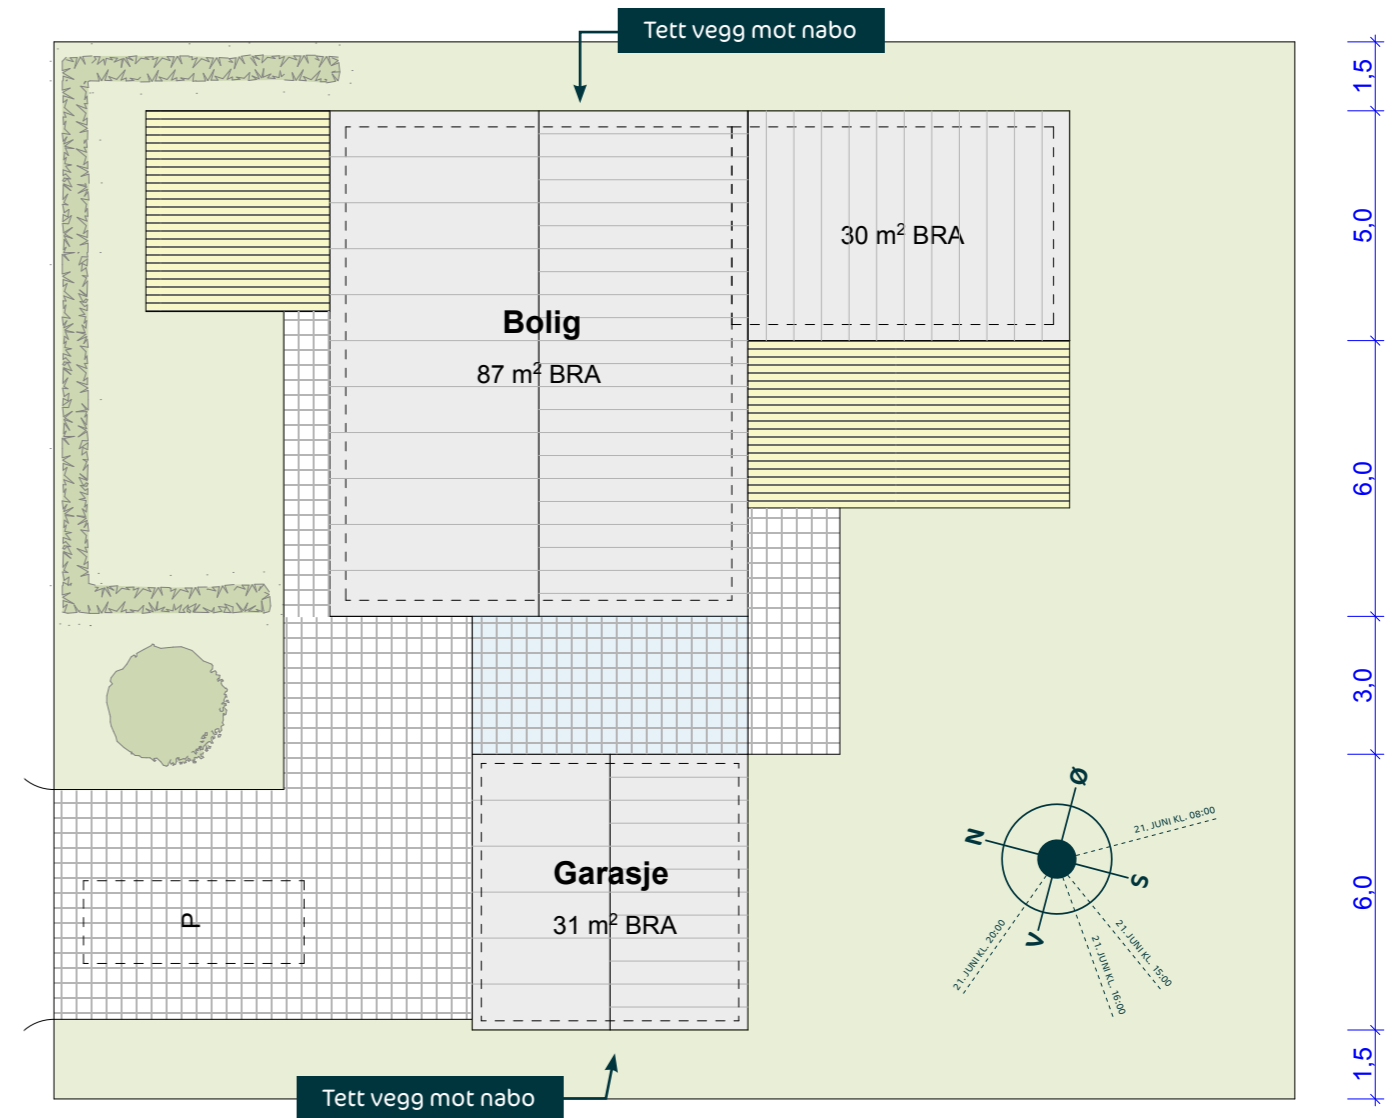 Tett vegg mot nabo
1,5
5,0
30 m² BRA
Bolig
87 m² BRA
6,0
3,0
Ø
21. JUNI KL. 08:00
N
S
V
Garasje
31 m² BRA
6,0
P
21. JUNI KL. 20:00
21. JUNI KL. 16:00
21. JUNI KL. 15:00
1,5
Tett vegg mot nabo